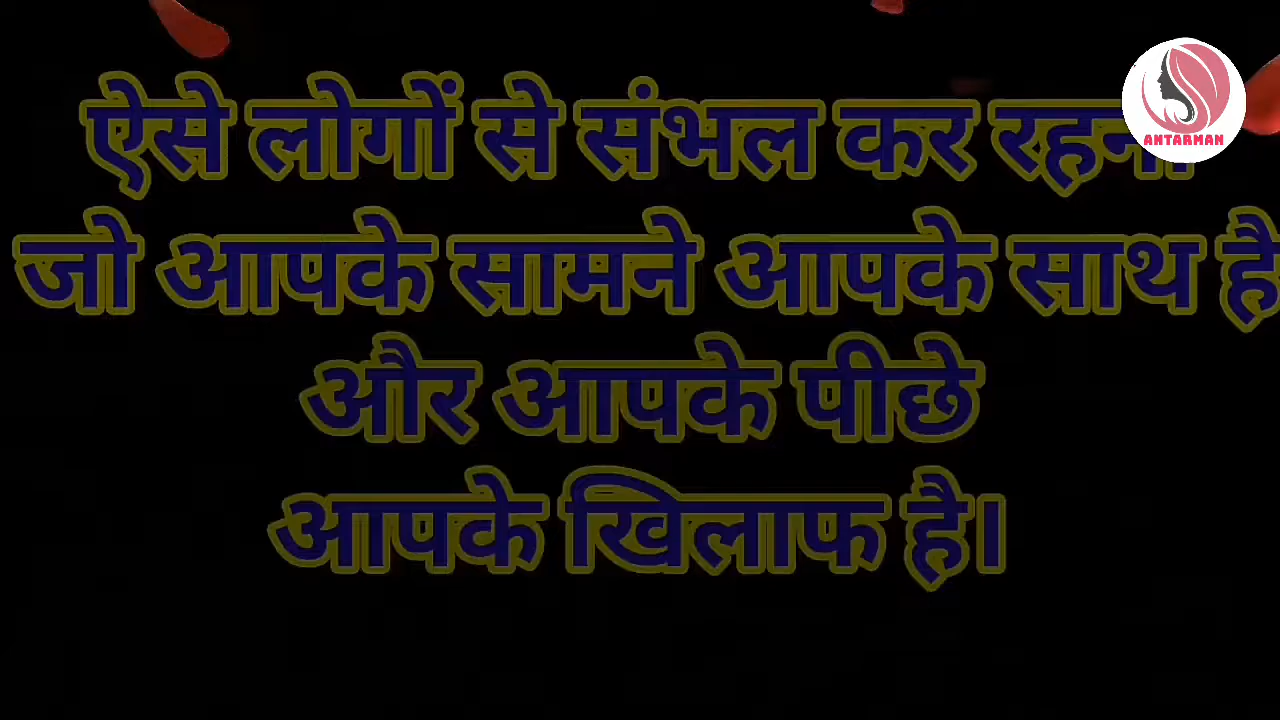 ऐसे लोगों से संभल कर रहना
जो आपके सामने आपके साथ है
और आपके पीछे
आपके खिलाफ है।
ANTARMAN